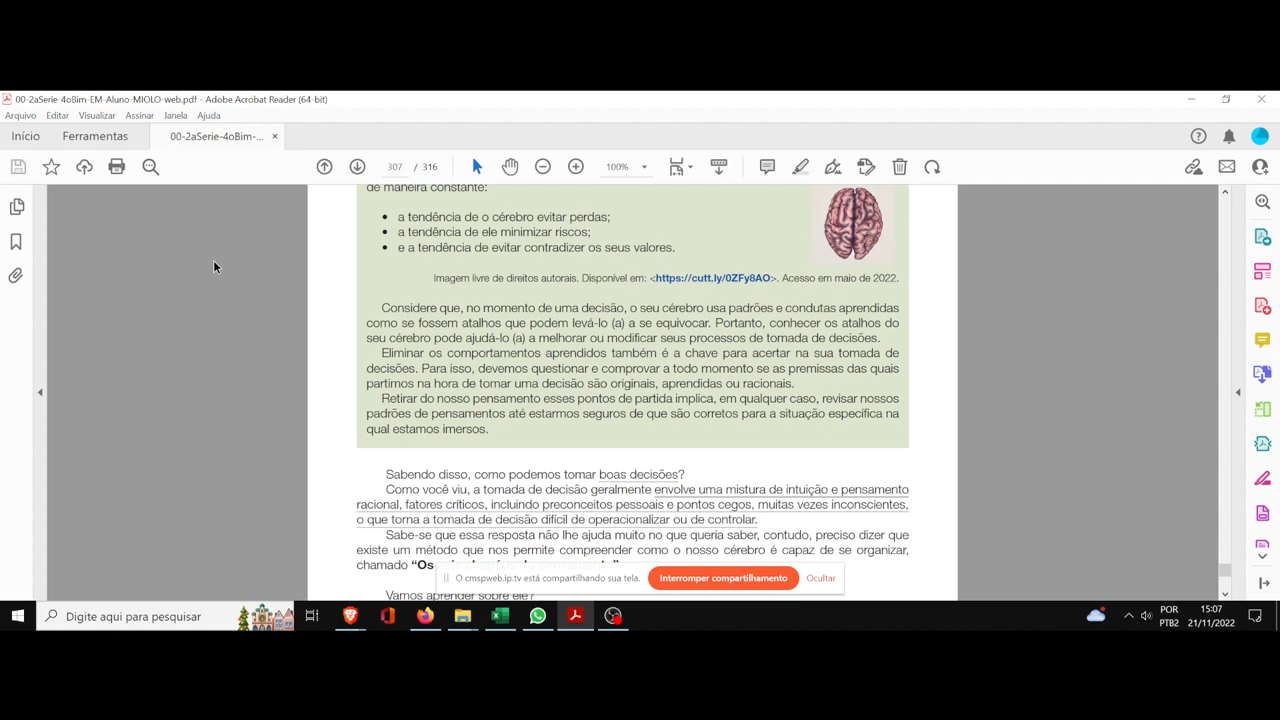 00-2aSerie-4oBim-EM-Aluno-MIOLO-web.pdf - Adobe Acrobat Reader (64-bit)
Arquivo Editar Visualizar Assinar Janela Ajuda
Início Ferramentas 00-2aSerie-4oBim-... ×
307 / 316 100%
de maneira constante:
• a tendência de o cérebro evitar perdas;
• a tendência de ele minimizar riscos;
• e a tendência de evitar contradizer os seus valores.
Imagem livre de direitos autorais. Disponível em: <https://cutt.ly/0ZFy8AO>. Acesso em maio de 2022.
Considere que, no momento de uma decisão, o seu cérebro usa padrões e condutas aprendidas
como se fossem atalhos que podem levá-lo (a) a se equivocar. Portanto, conhecer os atalhos do
seu cérebro pode ajudá-lo (a) a melhorar ou modificar seus processos de tomada de decisões.
Eliminar os comportamentos aprendidos também é a chave para acertar na sua tomada de
decisões. Para isso, devemos questionar e comprovar a todo momento se as premissas das quais
partimos na hora de tomar uma decisão são originais, aprendidas ou racionais.
Retirar do nosso pensamento esses pontos de partida implica, em qualquer caso, revisar nossos
padrões de pensamentos até estarmos seguros de que são corretos para a situação específica na
qual estamos imersos.
Sabendo disso, como podemos tomar boas decisões?
Como você viu, a tomada de decisão geralmente envolve uma mistura de intuição e pensamento
racional, fatores críticos, incluindo preconceitos pessoais e pontos cegos, muitas vezes inconscientes,
o que torna a tomada de decisão difícil de operacionalizar ou de controlar.
Sabe-se que essa resposta não lhe ajuda muito no que queria saber, contudo, preciso dizer que
existe um método que nos permite compreender como o nosso cérebro é capaz de se organizar,
chamado “Os
O cmspweb.ip.tv está compartilhando sua tela. Interromper compartilhamento Ocultar
Vamos aprender sobre ele?
Digite aqui para pesquisar
POR 15:07
PTB2 21/11/2022